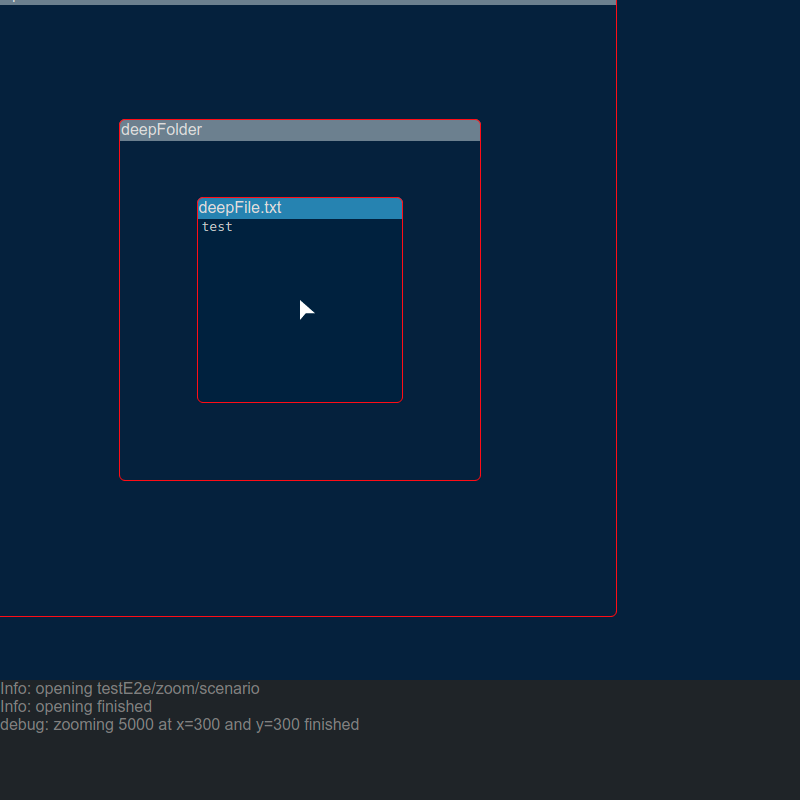 deepFolder
deepFile.txt
test
Info: opening testE2e/zoom/scenario
Info: opening finished
debug: zooming 5000 at x=300 and y=300 finished